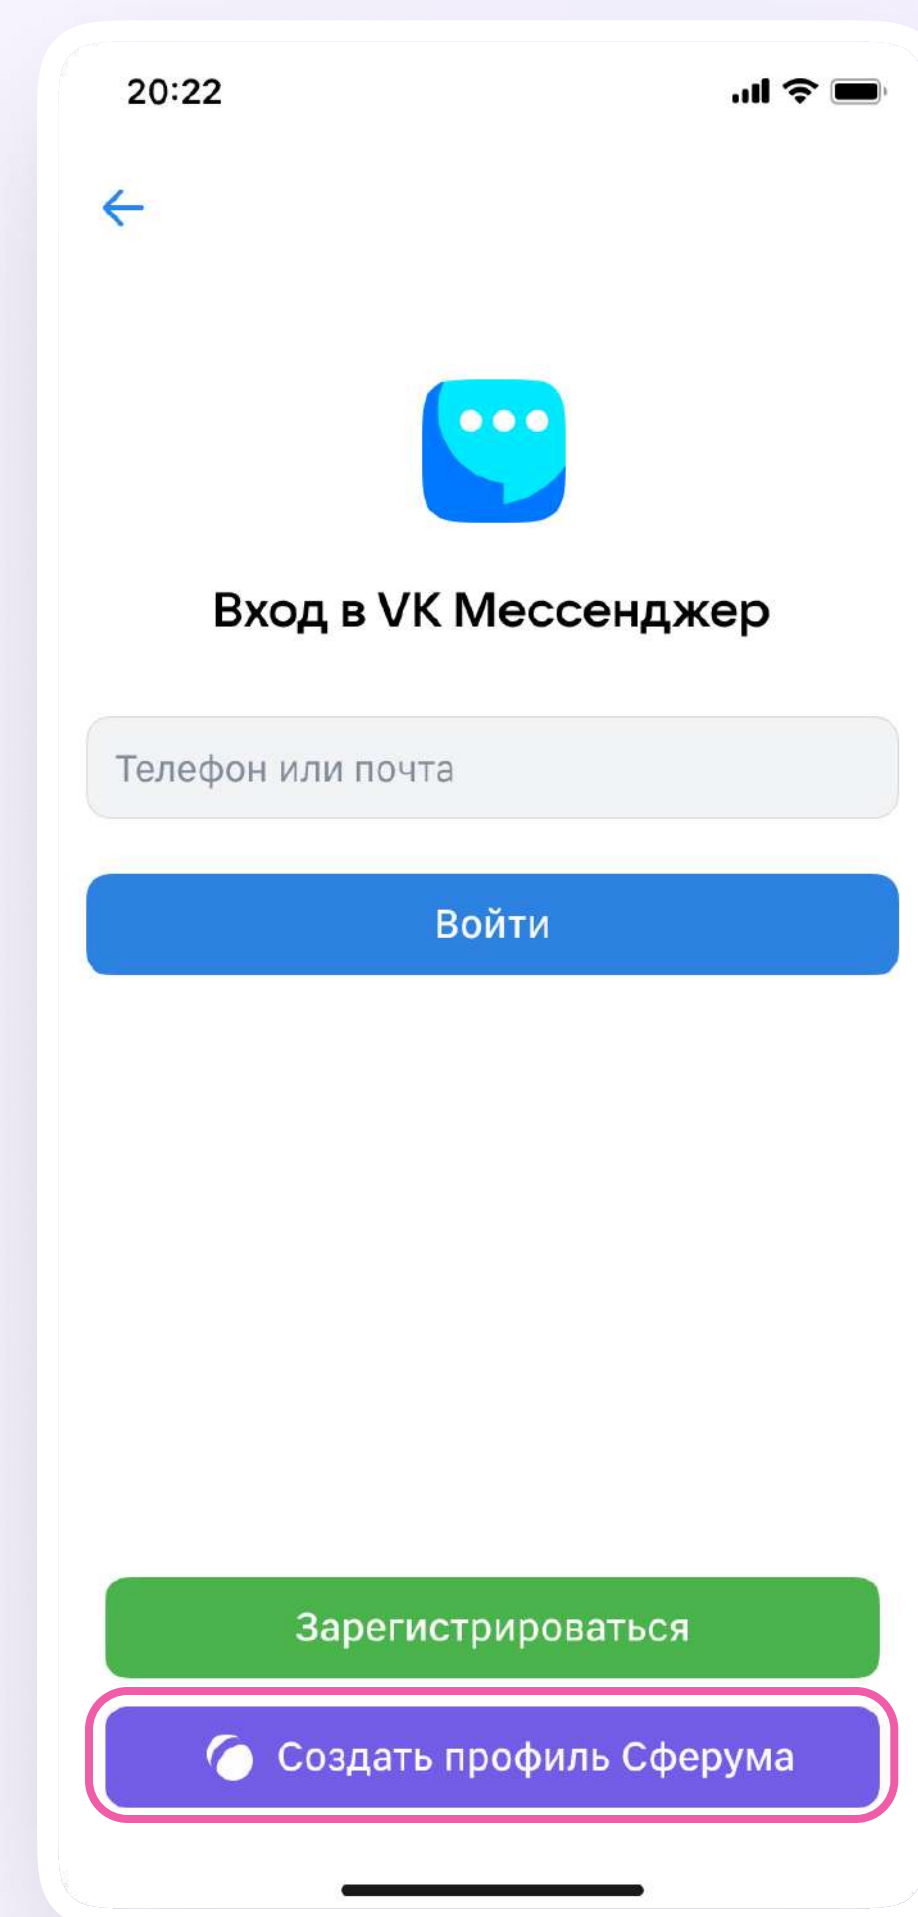 20:22
Вход в VK Мессенджер
Телефон или почта
Войти
Зарегистрироваться
Создать профиль Сферума